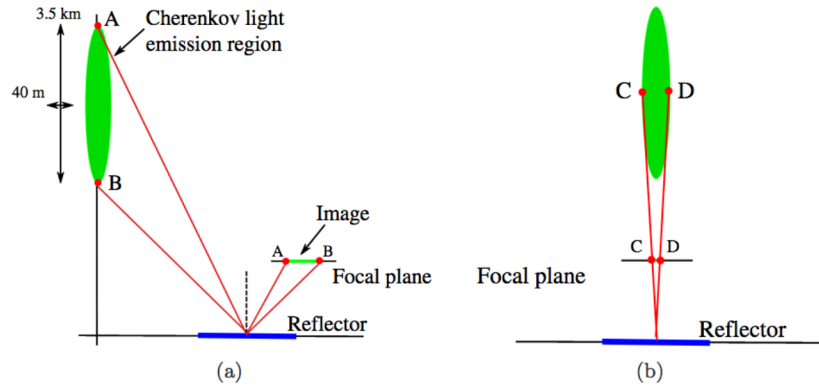 3.5 km
A
Cherenkov light
emission region
40 m
B
Image
A
B
Focal plane
Reflector
(a)
C
D
C
D
Focal plane
Reflector
(b)